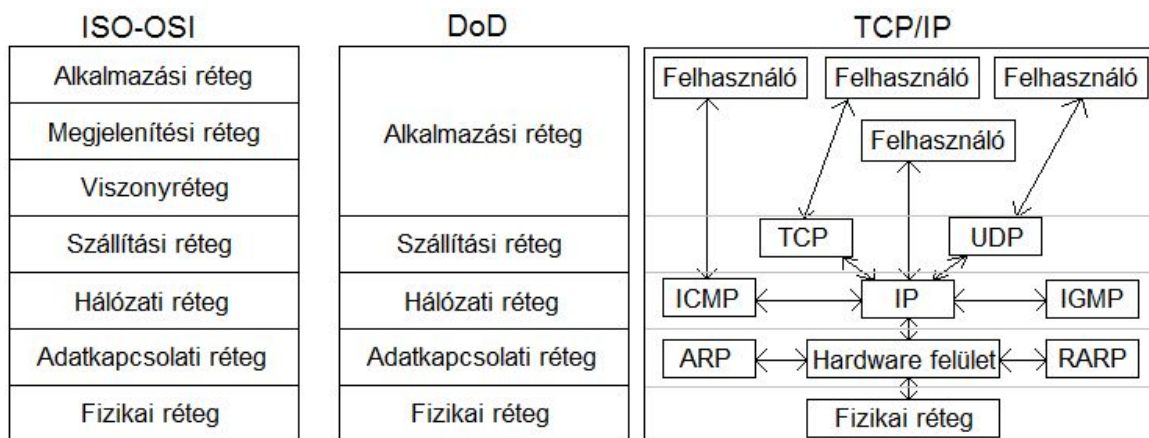 ISO-OSI
Alkalmazási réteg
Megjelenítési réteg
Viszonyréteg
Szállítási réteg
Hálózati réteg
Adatkapcsolati réteg
Fizikai réteg
DoD
Alkalmazási réteg
Szállítási réteg
Hálózati réteg
Adatkapcsolati réteg
Fizikai réteg
TCP/IP
Felhasználó Felhasználó Felhasználó
Felhasználó
TCP UDP
ICMP IP IGMP
ARP Hardware felület RARP
Fizikai réteg